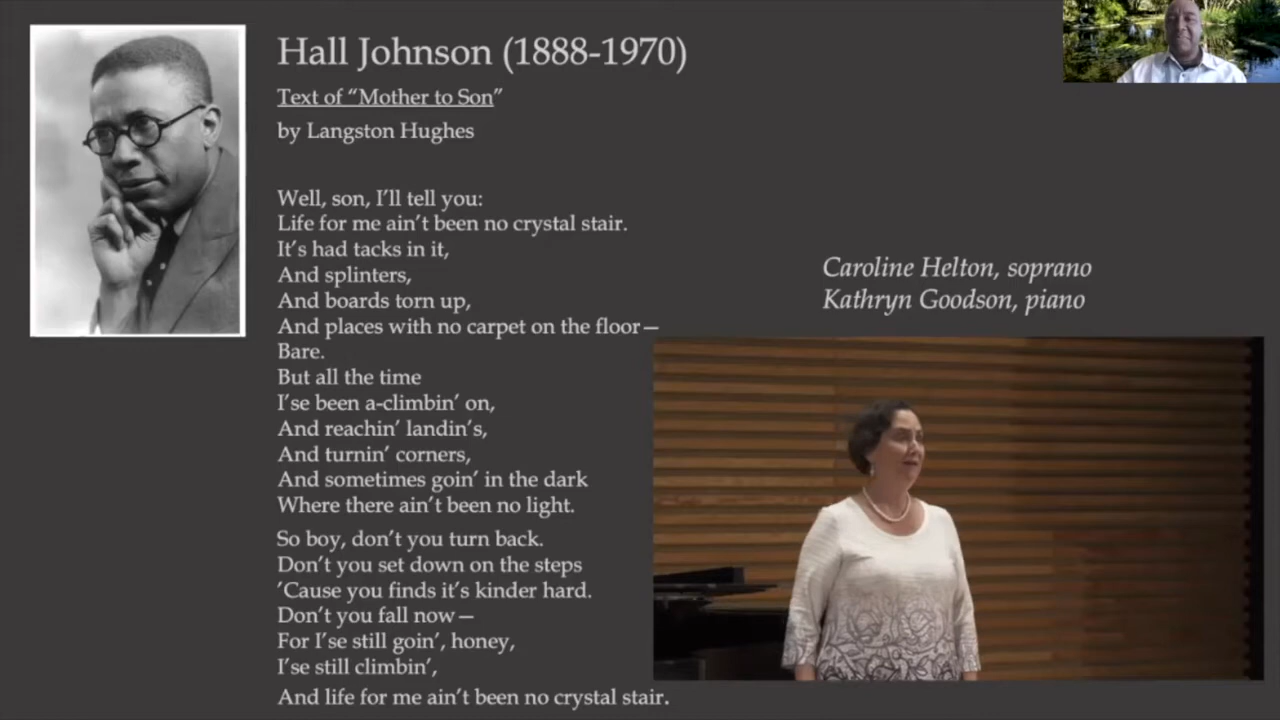 Hall Johnson (1888-1970)
Text of “Mother to Son”
by Langston Hughes
Well, son, I’ll tell you:
Life for me ain’t been no crystal stair.
It’s had tacks in it,
And splinters,
And boards torn up,
And places with no carpet on the floor—
Bare.
But all the time
I’se been a-climbin’ on,
And reachin’ landin’s,
And turnin’ corners,
And sometimes goin’ in the dark
Where there ain’t been no light.
So boy, don’t you turn back.
Don’t you set down on the steps
’Cause you finds it’s kinder hard.
Don’t you fall now—
For I’se still goin’, honey,
I’se still climbin’,
And life for me ain’t been no crystal stair.
Caroline Helton, soprano
Kathryn Goodson, piano